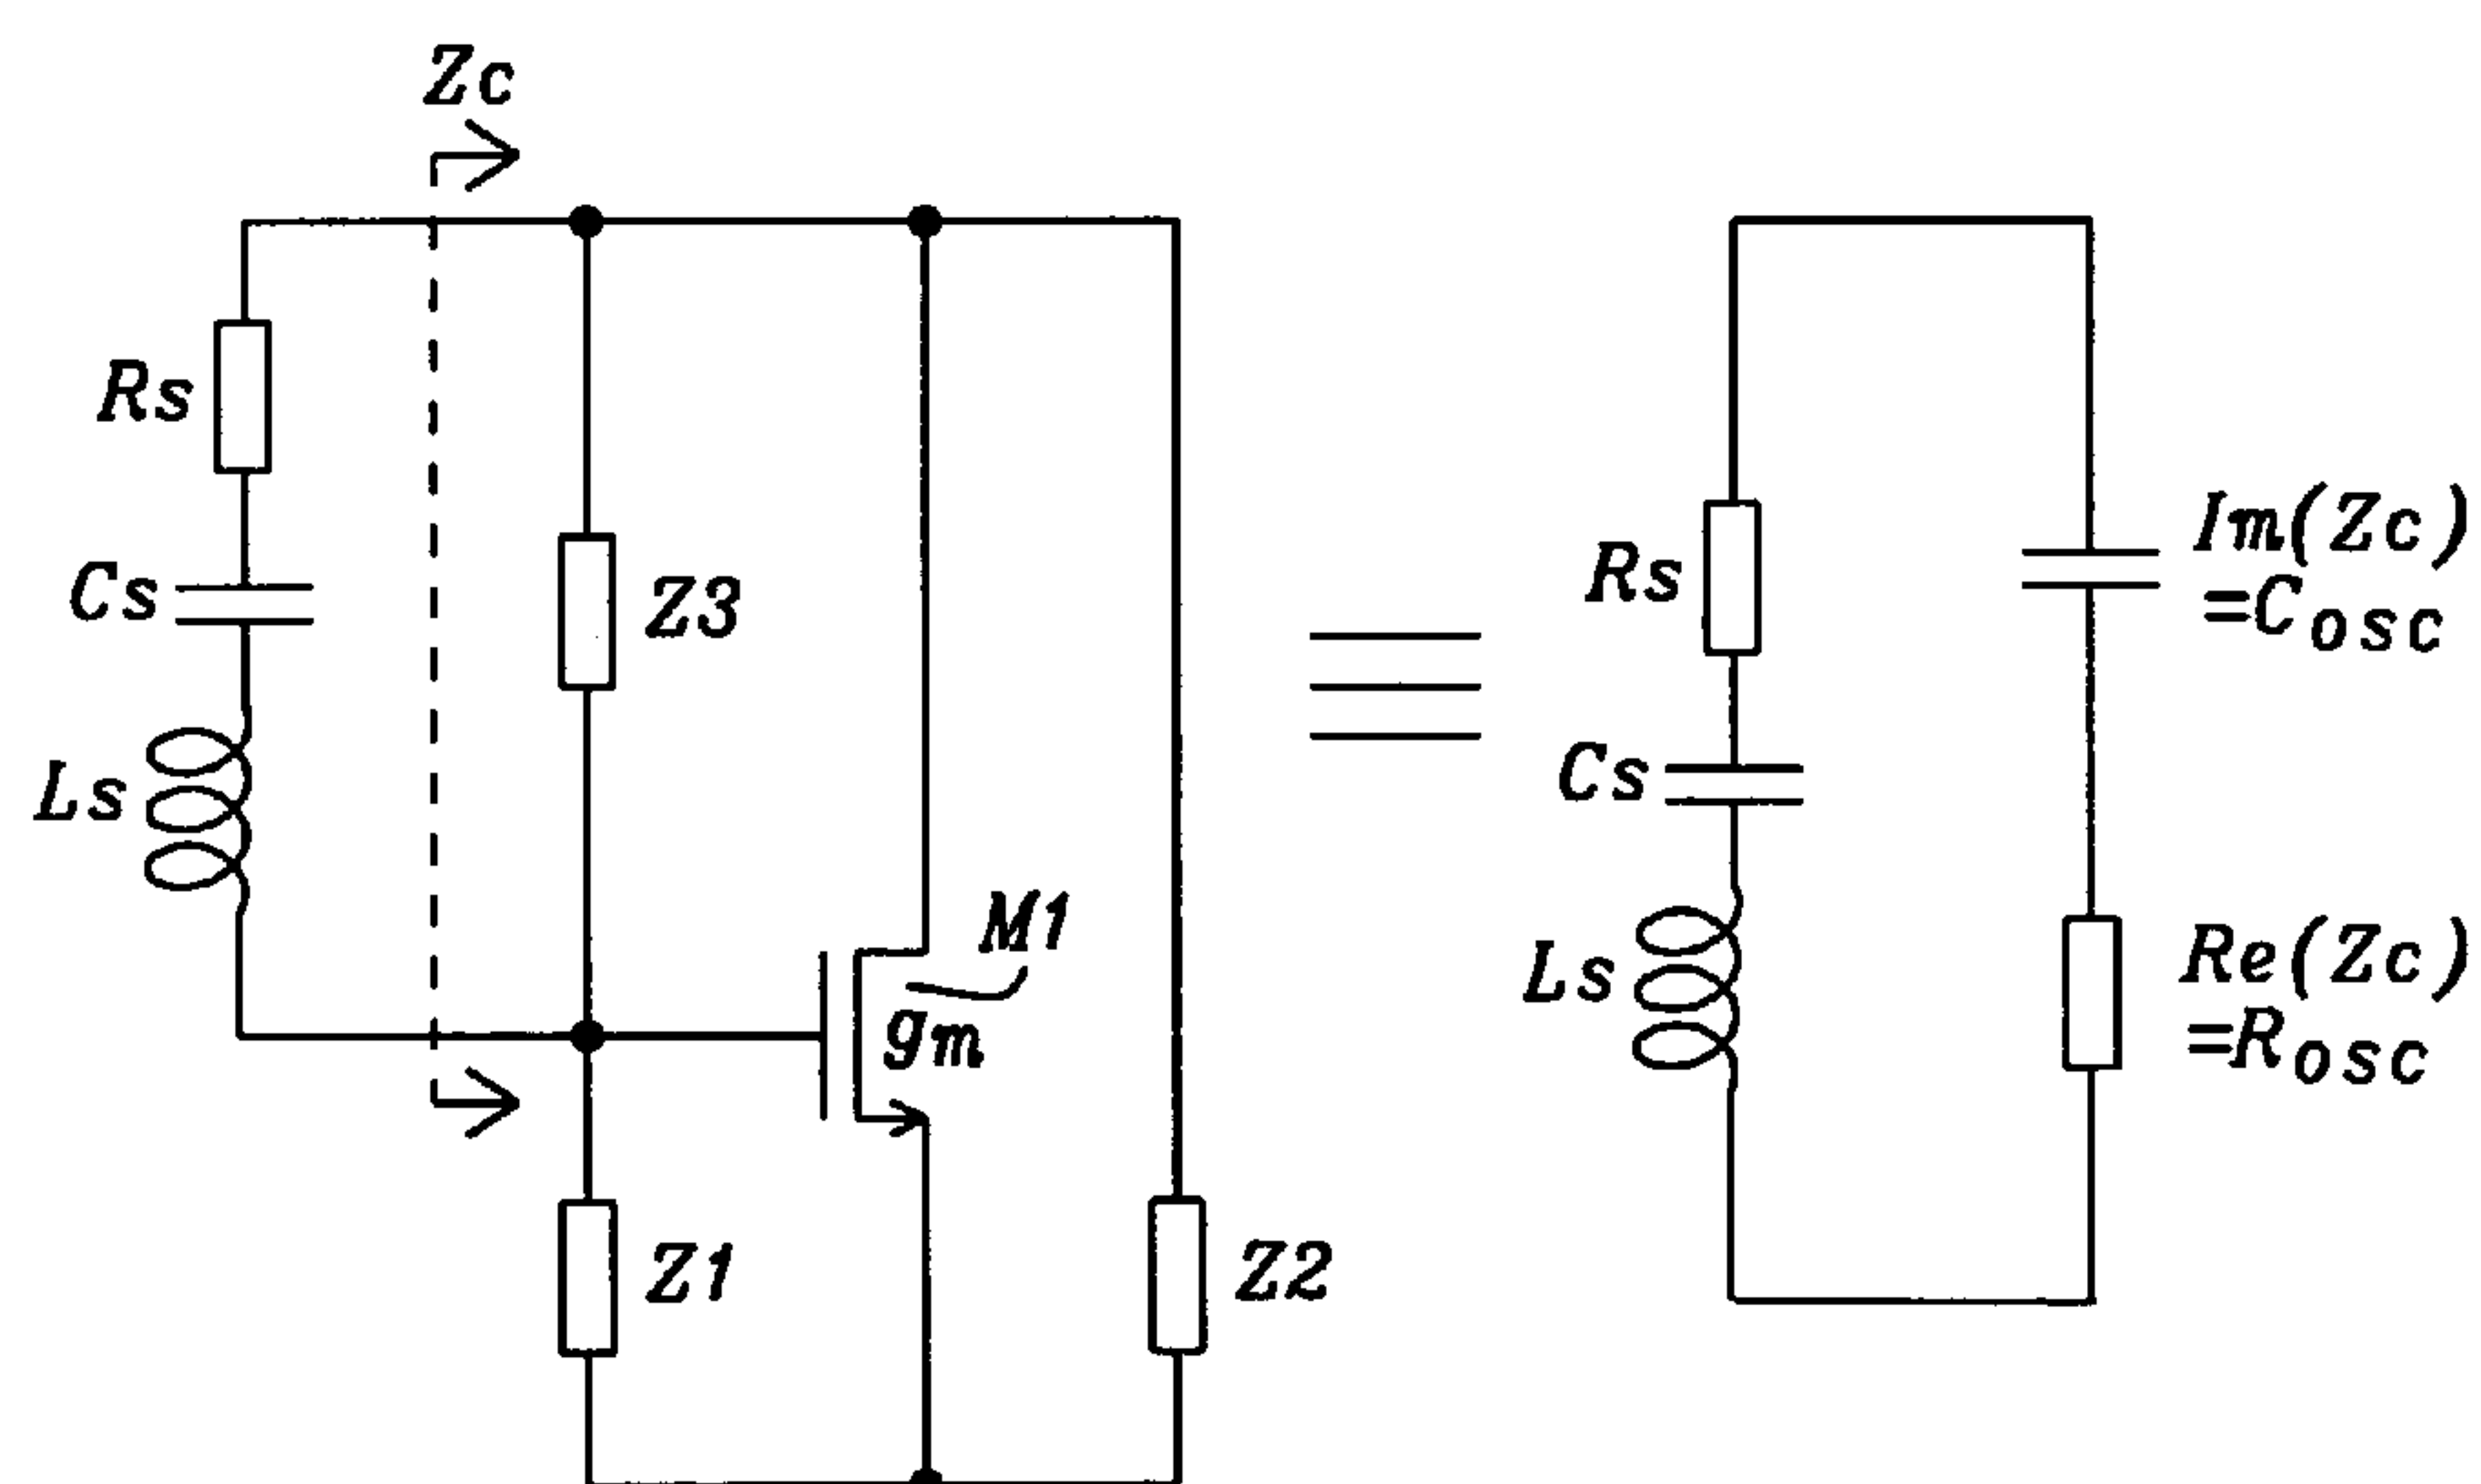 Zc
Rs
Cs
Ls
Z3
M1
gm
Z1
Z2
Rs
Cs
Ls
Im(Zc)
=Cosc
Re(Zc)
=Rosc